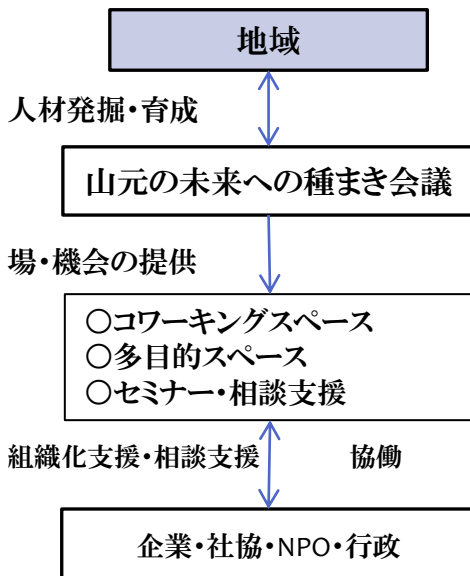 地域
人材発掘・育成
山元の未来への種まき会議
場・機会の提供
○コワーキングスペース
○多目的スペース
○セミナー・相談支援
組織化支援・相談支援 協働
企業・社協・NPO・行政